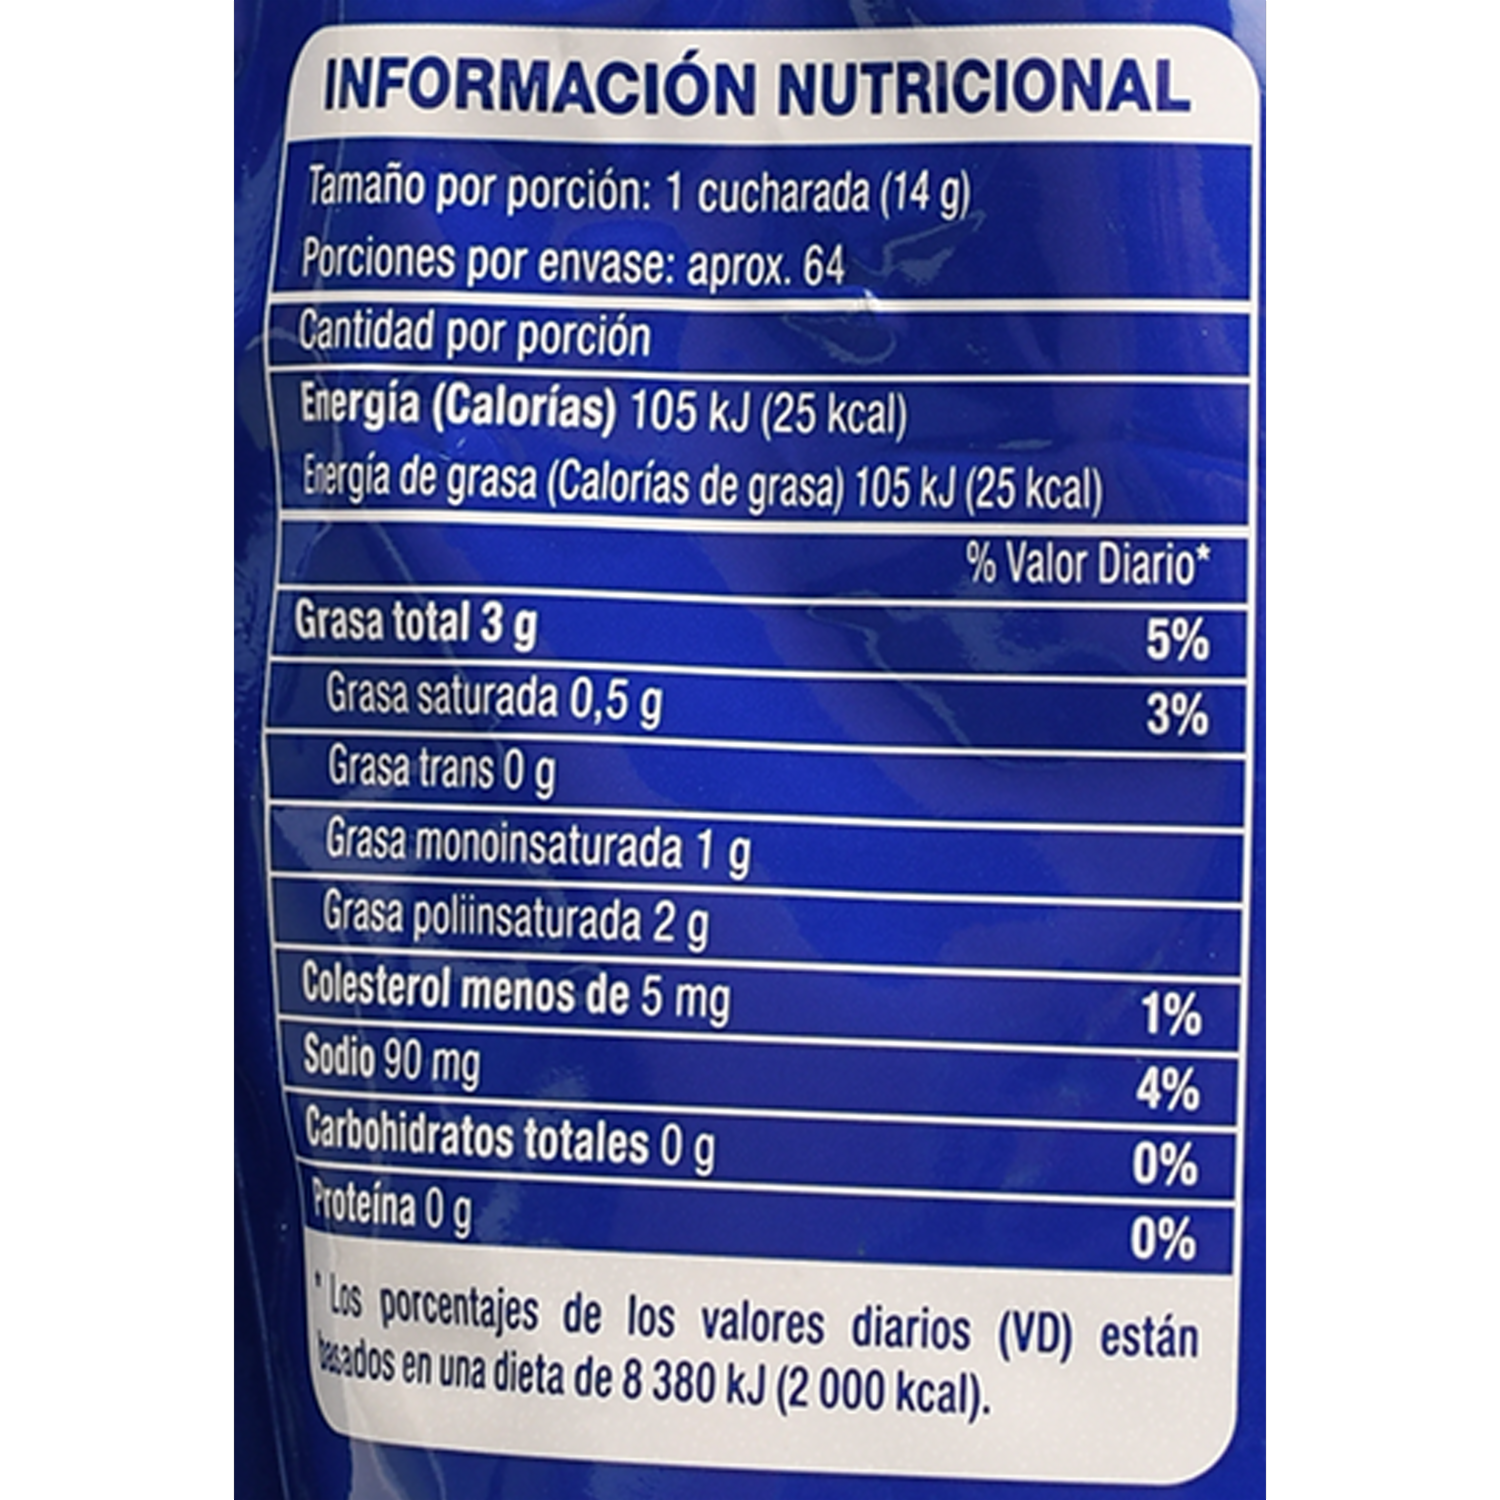 INFORMACIÓN NUTRICIONAL
Tamaño por porción: 1 cucharada (14 g)
Porciones por envase: aprox. 64
Cantidad por porción
Energía (Calorías) 105 kJ (25 kcal)
Energía de grasa (Calorías de grasa) 105 kJ (25 kcal)
% Valor Diario*
Grasa total 3 g 5%
Grasa saturada 0,5 g 3%
Grasa trans 0 g
Grasa monoinsaturada 1 g
Grasa poliinsaturada 2 g
Colesterol menos de 5 mg 1%
Sodio 90 mg 4%
Carbohidratos totales 0 g 0%
Proteína 0 g 0%
* Los porcentajes de los valores diarios (VD) están
basados en una dieta de 8 380 kJ (2 000 kcal).